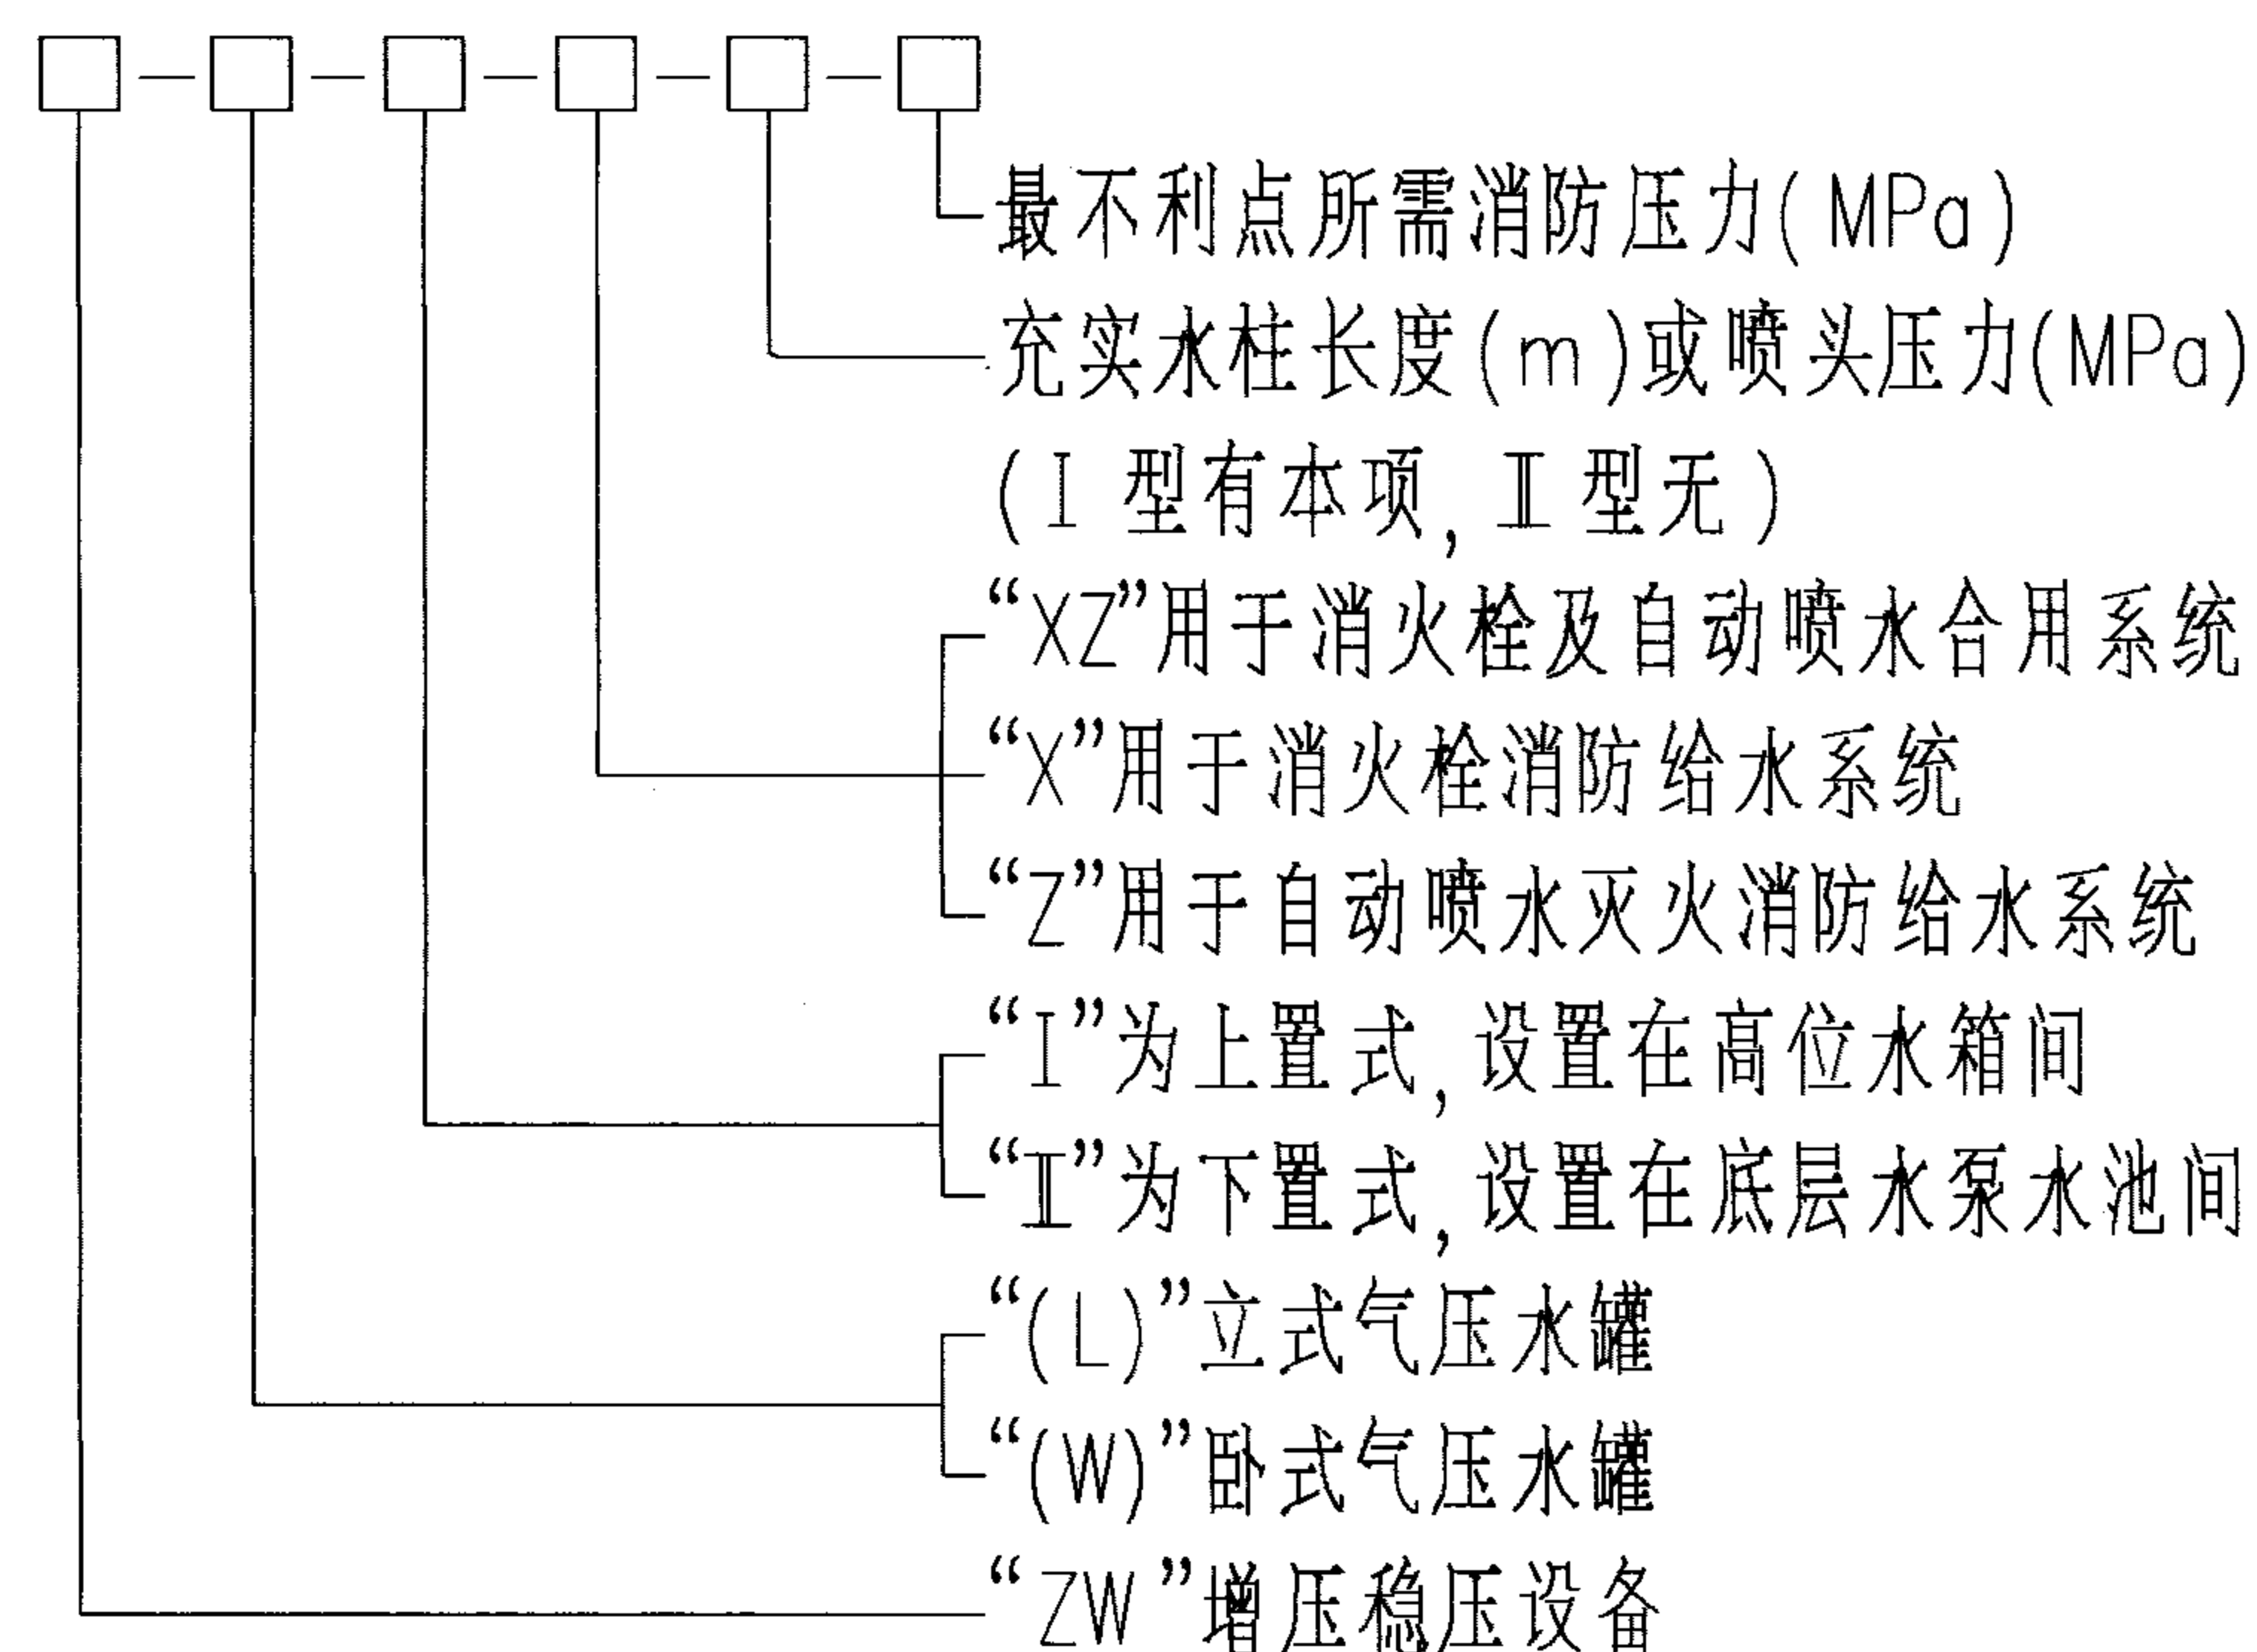 □—□—□—□—□—□
最不利点所需消防压力(MPa)
充实水柱长度(m)或喷头压力(MPa)
(Ⅰ型有本项,Ⅱ型无)
“XZ”用于消火栓及自动喷水合用系统
“X”用于消火栓消防给水系统
“Z”用于自动喷水灭火消防给水系统
“Ⅰ”为上置式,设置在高位水箱间
“Ⅱ”为下置式,设置在底层水泵水池间
“(L)”立式气压水罐
“(W)”卧式气压水罐
“ZW”增压稳压设备